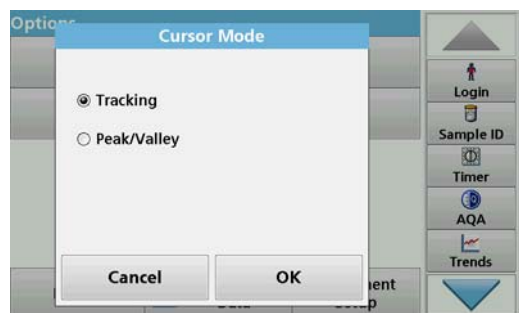 Options
Cursor Mode
Tracking
Peak/Valley
Cancel
OK
Login
Sample ID
Timer
AQA
Trends